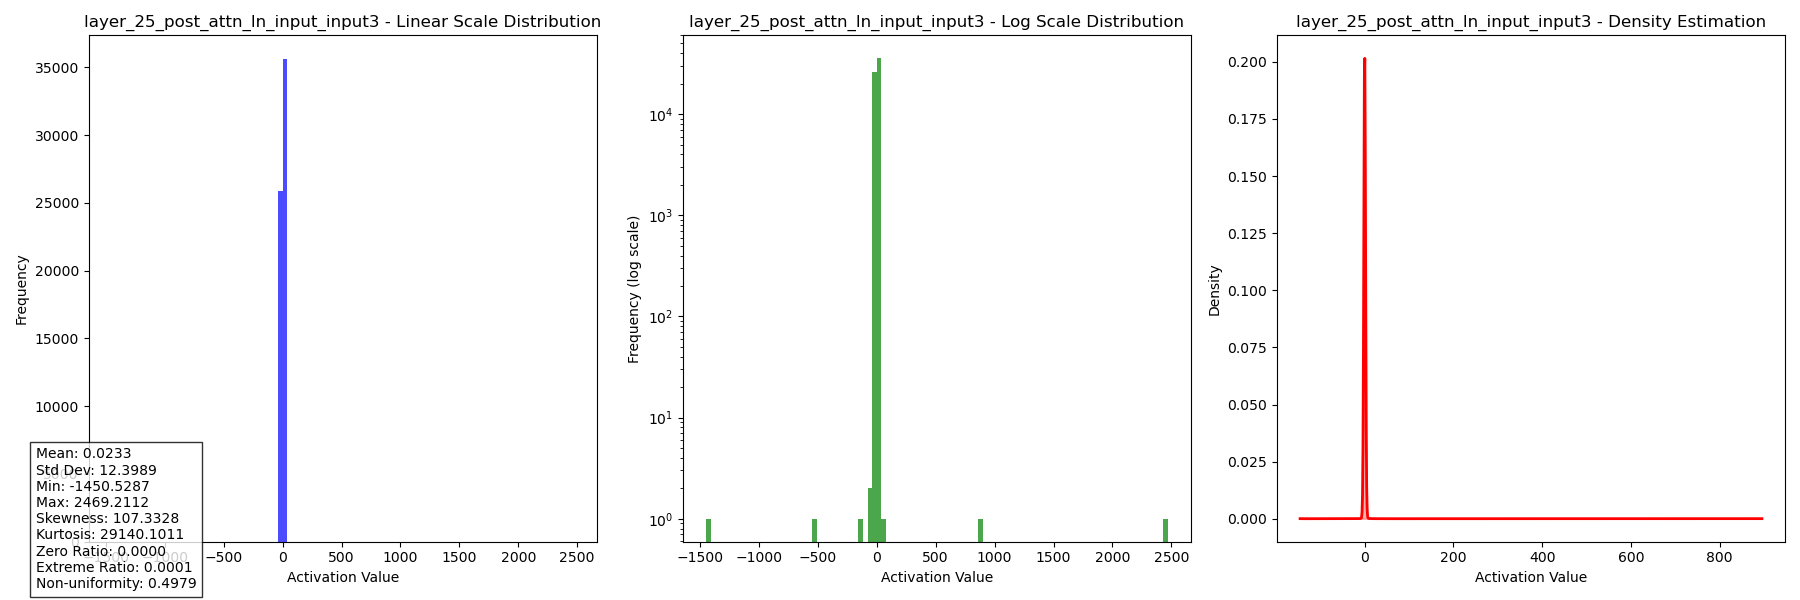 layer_25_post_attn_ln_input_input3 - Linear Scale Distribution
35000
30000
25000
20000
15000
10000
5000
0
Frequency
−1500 −1000 −500 0 500 1000 1500 2000 2500
Activation Value
Mean: 0.0233
Std Dev: 12.3989
Min: -1450.5287
Max: 2469.2112
Skewness: 107.3328
Kurtosis: 29140.1011
Zero Ratio: 0.0000
Extreme Ratio: 0.0001
Non-uniformity: 0.4979
layer_25_post_attn_ln_input_input3 - Log Scale Distribution
10^4
10^3
10^2
10^1
10^0
Frequency (log scale)
−1500 −1000 −500 0 500 1000 1500 2000 2500
Activation Value
layer_25_post_attn_ln_input_input3 - Density Estimation
0.200
0.175
0.150
0.125
0.100
0.075
0.050
0.025
0.000
Density
0 200 400 600 800
Activation Value